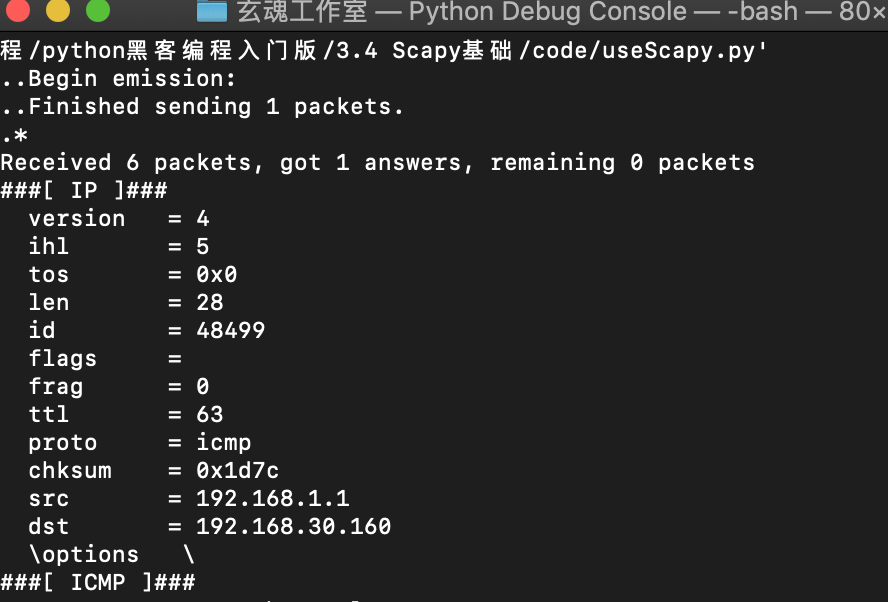 玄魂工作室 — Python Debug Console — -bash — 80×
程/python黑客编程入门版/3.4 Scapy基础/code/useScapy.py'
..Begin emission:
..Finished sending 1 packets.
.*
Received 6 packets, got 1 answers, remaining 0 packets
###[ IP ]###
  version   = 4
  ihl       = 5
  tos       = 0x0
  len       = 28
  id        = 48499
  flags     =
  frag      = 0
  ttl       = 63
  proto     = icmp
  chksum    = 0x1d7c
  src       = 192.168.1.1
  dst       = 192.168.30.160
  \options   \
###[ ICMP ]###